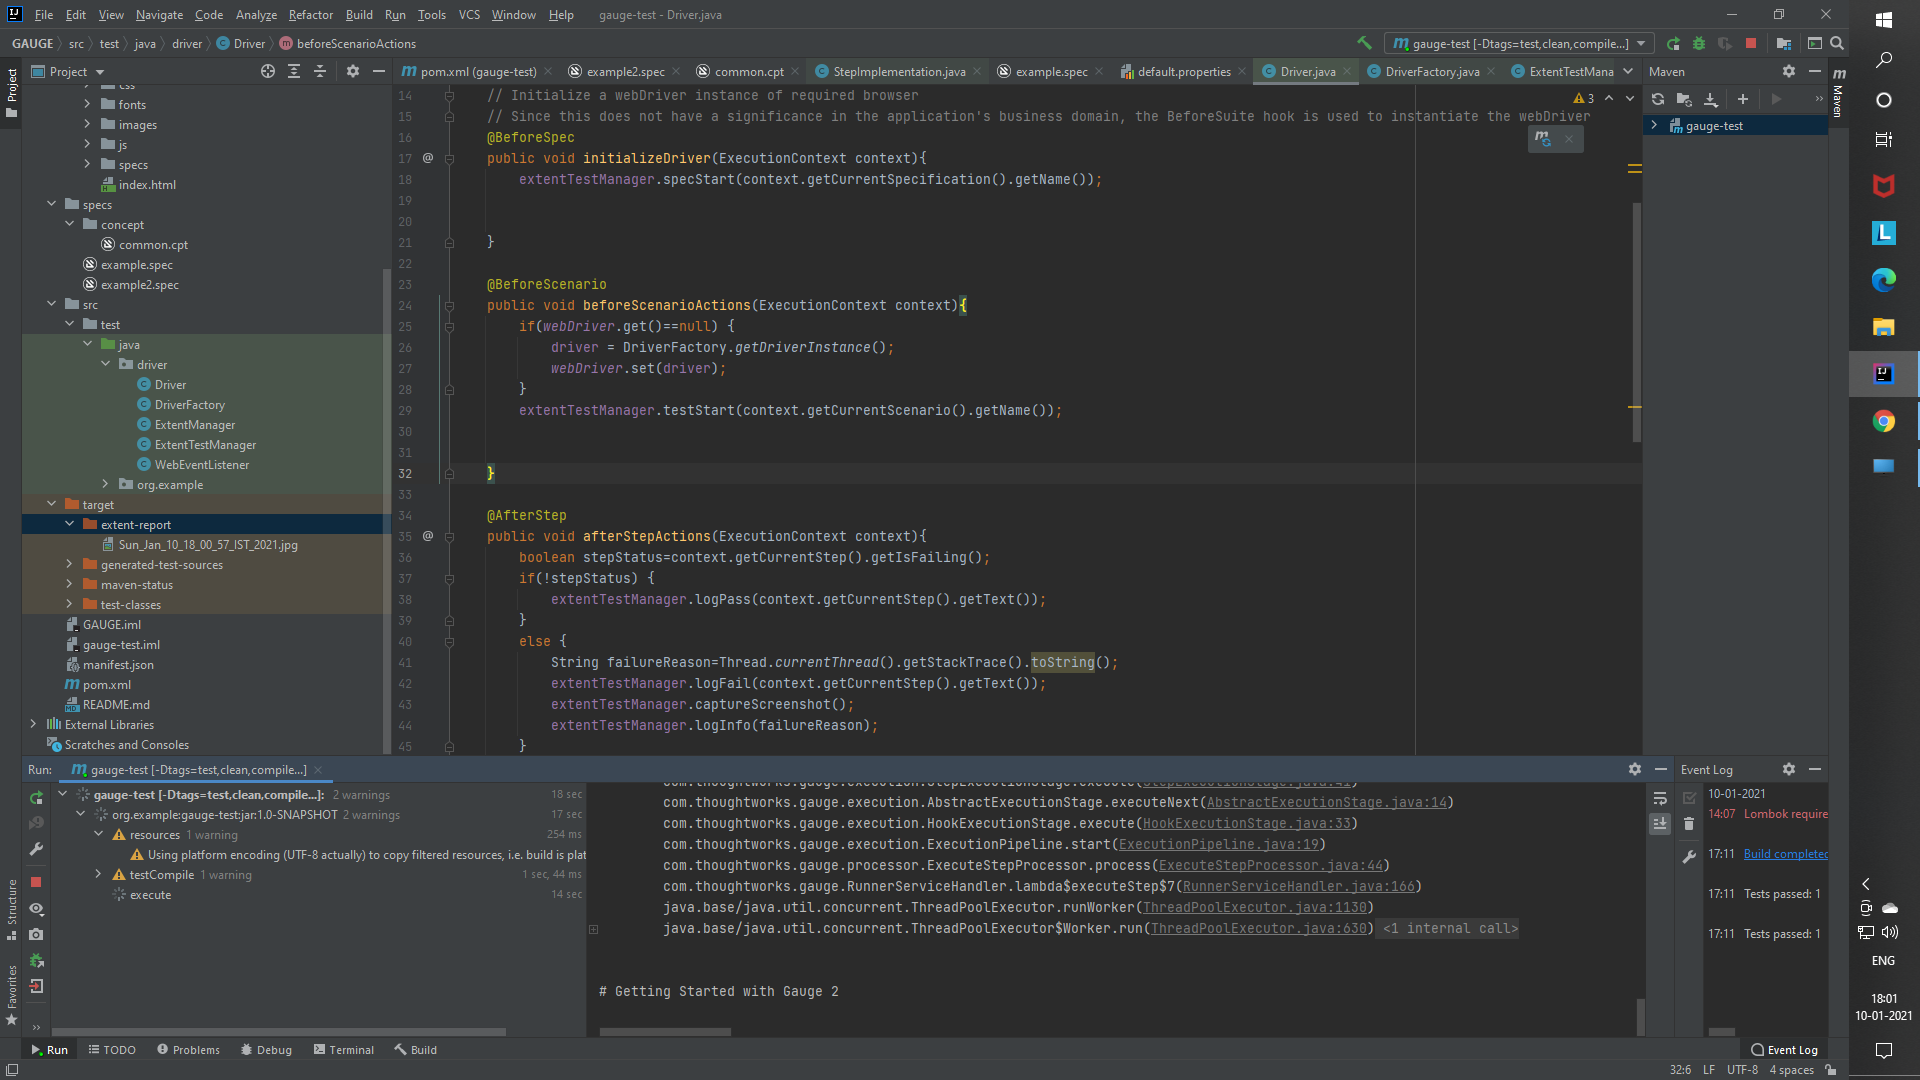 File Edit View Navigate Code Analyze Refactor Build Run Tools VCS Window Help gauge-test - Driver.java
GAUGE src test java driver Driver beforeScenarioActions
gauge-test [-Dtags=test,clean,compile...]
Project
pom.xml (gauge-test) example2.spec common.cpt StepImplementation.java example.spec default.properties Driver.java DriverFactory.java ExtentTestMana
Maven
gauge-test
Project
Structure
Favorites
Maven
css
fonts
images
js
specs
index.html
specs
concept
common.cpt
example.spec
example2.spec
src
test
java
driver
Driver
DriverFactory
ExtentManager
ExtentTestManager
WebEventListener
org.example
target
extent-report
Sun_Jan_10_18_00_57_IST_2021.jpg
generated-test-sources
maven-status
test-classes
GAUGE.iml
gauge-test.iml
manifest.json
pom.xml
README.md
External Libraries
Scratches and Consoles
3
14 // Initialize a webDriver instance of required browser
15 // Since this does not have a significance in the application's business domain, the BeforeSuite hook is used to instantiate the webDriver
16 @BeforeSpec
17 public void initializeDriver(ExecutionContext context){
18 extentTestManager.specStart(context.getCurrentSpecification().getName());
19
20
21 }
22
23 @BeforeScenario
24 public void beforeScenarioActions(ExecutionContext context){
25 if(webDriver.get()==null) {
26 driver = DriverFactory.getDriverInstance();
27 webDriver.set(driver);
28 }
29 extentTestManager.testStart(context.getCurrentScenario().getName());
30
31
32 }
33
34 @AfterStep
35 public void afterStepActions(ExecutionContext context){
36 boolean stepStatus=context.getCurrentStep().getIsFailing();
37 if(!stepStatus) {
38 extentTestManager.logPass(context.getCurrentStep().getText());
39 }
40 else {
41 String failureReason=Thread.currentThread().getStackTrace().toString();
42 extentTestManager.logFail(context.getCurrentStep().getText());
43 extentTestManager.captureScreenshot();
44 extentTestManager.logInfo(failureReason);
45 }
Run: gauge-test [-Dtags=test,clean,compile...]
gauge-test [-Dtags=test,clean,compile...]: 2 warnings 18 sec
org.example:gauge-test:jar:1.0-SNAPSHOT 2 warnings 17 sec
resources 1 warning 254 ms
Using platform encoding (UTF-8 actually) to copy filtered resources, i.e. build is plat
testCompile 1 warning 1 sec, 44 ms
execute 14 sec
com.thoughtworks.gauge.execution.StepExecutionStage.execute(StepExecutionStage.java:41)
com.thoughtworks.gauge.execution.AbstractExecutionStage.executeNext(AbstractExecutionStage.java:14)
com.thoughtworks.gauge.execution.HookExecutionStage.execute(HookExecutionStage.java:33)
com.thoughtworks.gauge.execution.ExecutionPipeline.start(ExecutionPipeline.java:19)
com.thoughtworks.gauge.processor.ExecuteStepProcessor.process(ExecuteStepProcessor.java:44)
com.thoughtworks.gauge.RunnerServiceHandler.lambda$executeStep$7(RunnerServiceHandler.java:166)
java.base/java.util.concurrent.ThreadPoolExecutor.runWorker(ThreadPoolExecutor.java:1130)
java.base/java.util.concurrent.ThreadPoolExecutor$Worker.run(ThreadPoolExecutor.java:630) <1 internal call>
# Getting Started with Gauge 2
Event Log
10-01-2021
14:07 Lombok require
17:11 Build completed
17:11 Tests passed: 1
17:11 Tests passed: 1
Run TODO Problems Debug Terminal Build Event Log
32:6 LF UTF-8 4 spaces
ENG
18:01
10-01-2021